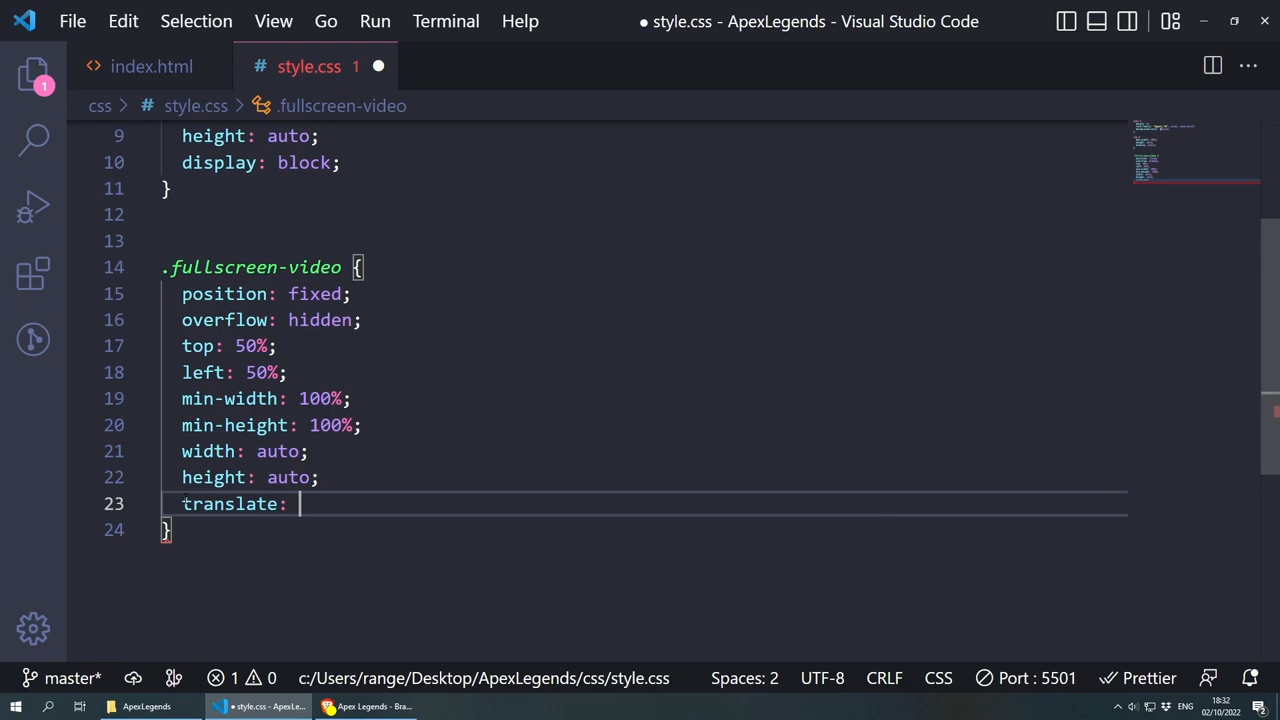 File Edit Selection View Go Run Terminal Help ● style.css - ApexLegends - Visual Studio Code
1
index.html # style.css 1
css > # style.css > .fullscreen-video
9 height: auto;
10 display: block;
11 }
12
13
14 .fullscreen-video {
15 position: fixed;
16 overflow: hidden;
17 top: 50%;
18 left: 50%;
19 min-width: 100%;
20 min-height: 100%;
21 width: auto;
22 height: auto;
23 translate:
24 }
master* 1 0 c:/Users/range/Desktop/ApexLegends/css/style.css Spaces: 2 UTF-8 CRLF CSS Port : 5501 Prettier
ApexLegends ● style.css - ApexLe... Apex Legends - Bra... ENG 18:32
02/10/2022 2